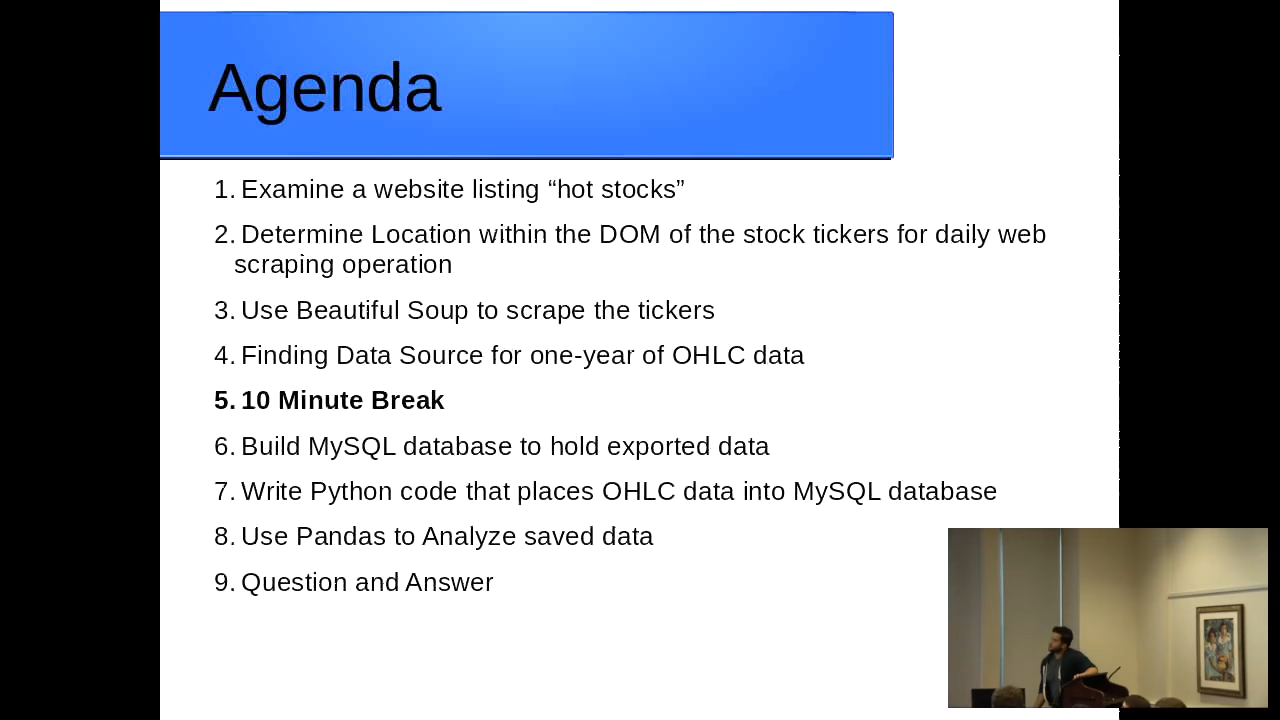 Agenda
1. Examine a website listing “hot stocks”
2. Determine Location within the DOM of the stock tickers for daily web
scraping operation
3. Use Beautiful Soup to scrape the tickers
4. Finding Data Source for one-year of OHLC data
5. 10 Minute Break
6. Build MySQL database to hold exported data
7. Write Python code that places OHLC data into MySQL database
8. Use Pandas to Analyze saved data
9. Question and Answer